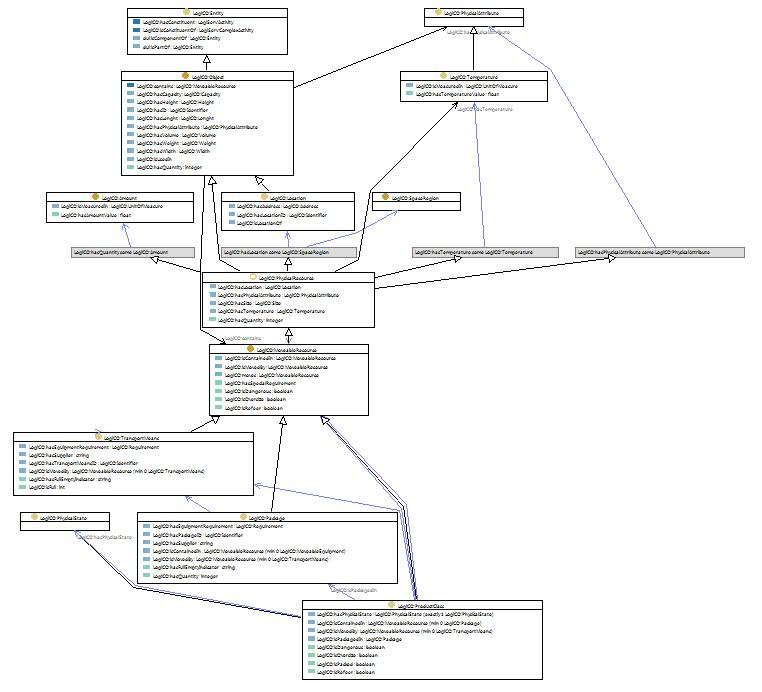 LogiCO:Entity
LogiCO:hasConstituent : LogiServ:Activity
LogiCO:isConstituentOf : LogiServ:ComplexActivity
dul:isComponentOf : LogiCO:Entity
dul:isPartOf : LogiCO:Entity
LogiCO:PhysicalAttribute
LogiCO:hasPhysicalAttribute
LogiCO:Object
LogiCO:contains : LogiCO:MoveableResource
LogiCO:hasCapacity : LogiCO:Capacity
LogiCO:hasHeight : LogiCO:Height
LogiCO:hasID : LogiCO:Identifier
LogiCO:hasLenght : LogiCO:Lenght
LogiCO:hasPhysicalAttribute : LogiCO:PhysicalAttribute
LogiCO:hasVolume : LogiCO:Volume
LogiCO:hasWeight : LogiCO:Weight
LogiCO:hasWidth : LogiCO:Width
LogiCO:isUsedIn
LogiCO:hasQuantity: integer
LogiCO:Temperature
LogiCO:isMeasuredIn : LogiCO:UnitOfMeasure
LogiCO:hasTemperatureValue : float
LogiCO:hasTemperature
LogiCO:Amount
LogiCO:isMeasuredIn : LogiCO:UnitOfMeasure
LogiCO:hasAmountValue : float
LogiCO:Location
LogiCO:hasAddress : LogiCO:Address
LogiCO:hasLocationID : LogiCO:Identifier
LogiCO:isLocationOf
LogiCO:SpaceRegion
LogiCO:hasQuantity some LogiCO:Amount
LogiCO:hasLocation some LogiCO:SpaceRegion
LogiCO:hasTemperature some LogiCO:Temperature
LogiCO:hasPhysicalAttribute some LogiCO:PhysicalAttribute
LogiCO:PhysicalResource
LogiCO:hasLocation : LogiCO:Location
LogiCO:hasPhysicalAttribute : LogiCO:PhysicalAttribute
LogiCO:hasSize : LogiCO:Size
LogiCO:hasTemperature : LogiCO:Temperature
LogiCO:hasQuantity: integer
LogiCO:contains
LogiCO:MoveableResource
LogiCO:isContainedIn : LogiCO:MoveableResource
LogiCO:isMovedBy : LogiCO:MoveableResource
LogiCO:moves : LogiCO:MoveableResource
LogiCO:hasSpecialRequirement
LogiCO:isDangerous : boolean
LogiCO:isOversize : boolean
LogiCO:isReefer : boolean
LogiCO:TransportMeans
LogiCO:hasEquipmentRequirement : LogiCO:Requirement
LogiCO:hasSupplier : string
LogiCO:hasTransportMeansID : LogiCO:Identifier
LogiCO:isMovedBy : LogiCO:MoveableResource (min 0 LogiCO:TransportMeans)
LogiCO:hasFullEmptyIndicator : string
LogiCO:isFull : int
LogiCO:PhysicalState
LogiCO:hasPhysicalState
LogiCO:Package
LogiCO:hasEquipmentRequirement : LogiCO:Requirement
LogiCO:hasPackageID : LogiCO:Identifier
LogiCO:hasSupplier : string
LogiCO:isContainedIn : LogiCO:MoveableResource (min 0 LogiCO:MoveableEquipment)
LogiCO:isMovedBy : LogiCO:MoveableResource (min 0 LogiCO:TransportMeans)
LogiCO:hasFullEmptyIndicator : string
LogiCO:hasQuantity : integer
LogiCO:isPackagedIn
LogiCO:ProductClass
LogiCO:hasPhysicalState : LogiCO:PhysicalState (exactly 1 LogiCO:PhysicalState)
LogiCO:isContainedIn : LogiCO:MoveableResource (min 0 LogiCO:Package)
LogiCO:isMovedBy : LogiCO:MoveableResource (min 0 LogiCO:TransportMeans)
LogiCO:isPackagedIn : LogiCO:Package
LogiCO:isDangerous : boolean
LogiCO:isOversize : boolean
LogiCO:isPacked : boolean
LogiCO:isReefer : boolean